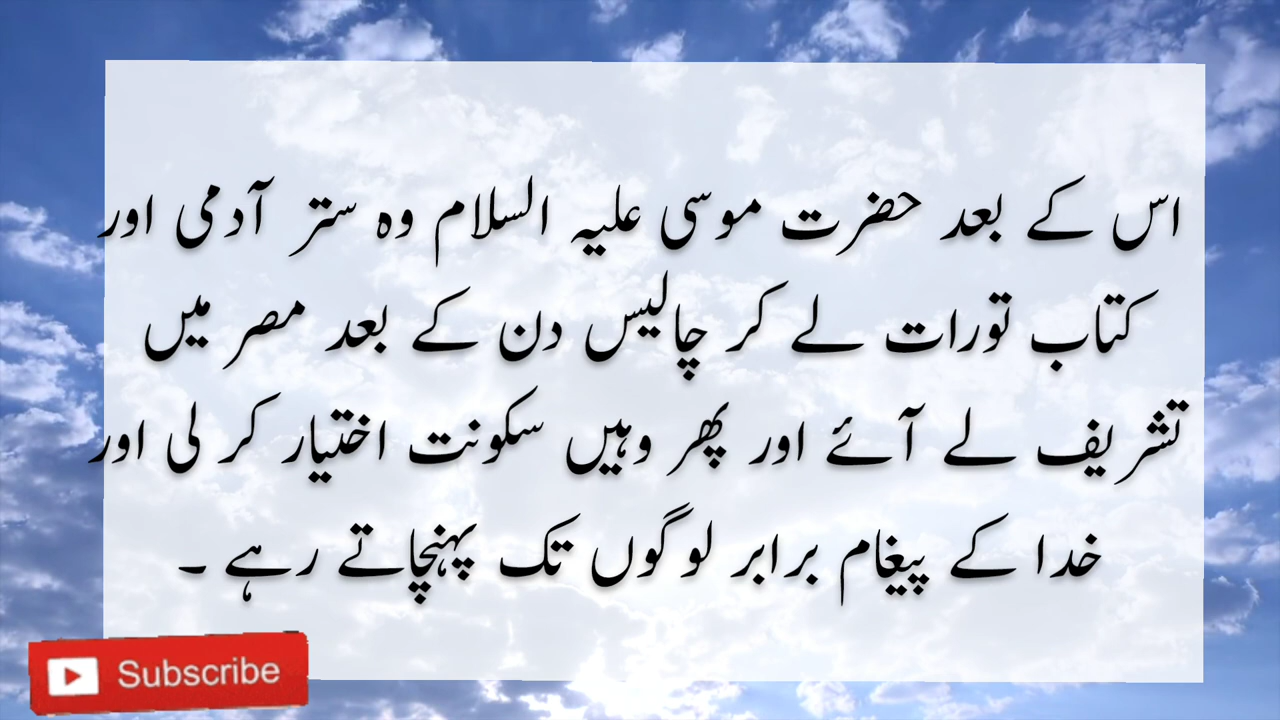 اس کے بعد حضرت موسی علیہ السلام وہ ستر آدمی اور
کتاب تورات لے کر چالیس دن کے بعد مصر میں
تشریف لے آئے اور پھر وہیں سکونت اختیار کر لی اور
خدا کے پیغام برابر لوگوں تک پہنچاتے رہے ۔
Subscribe